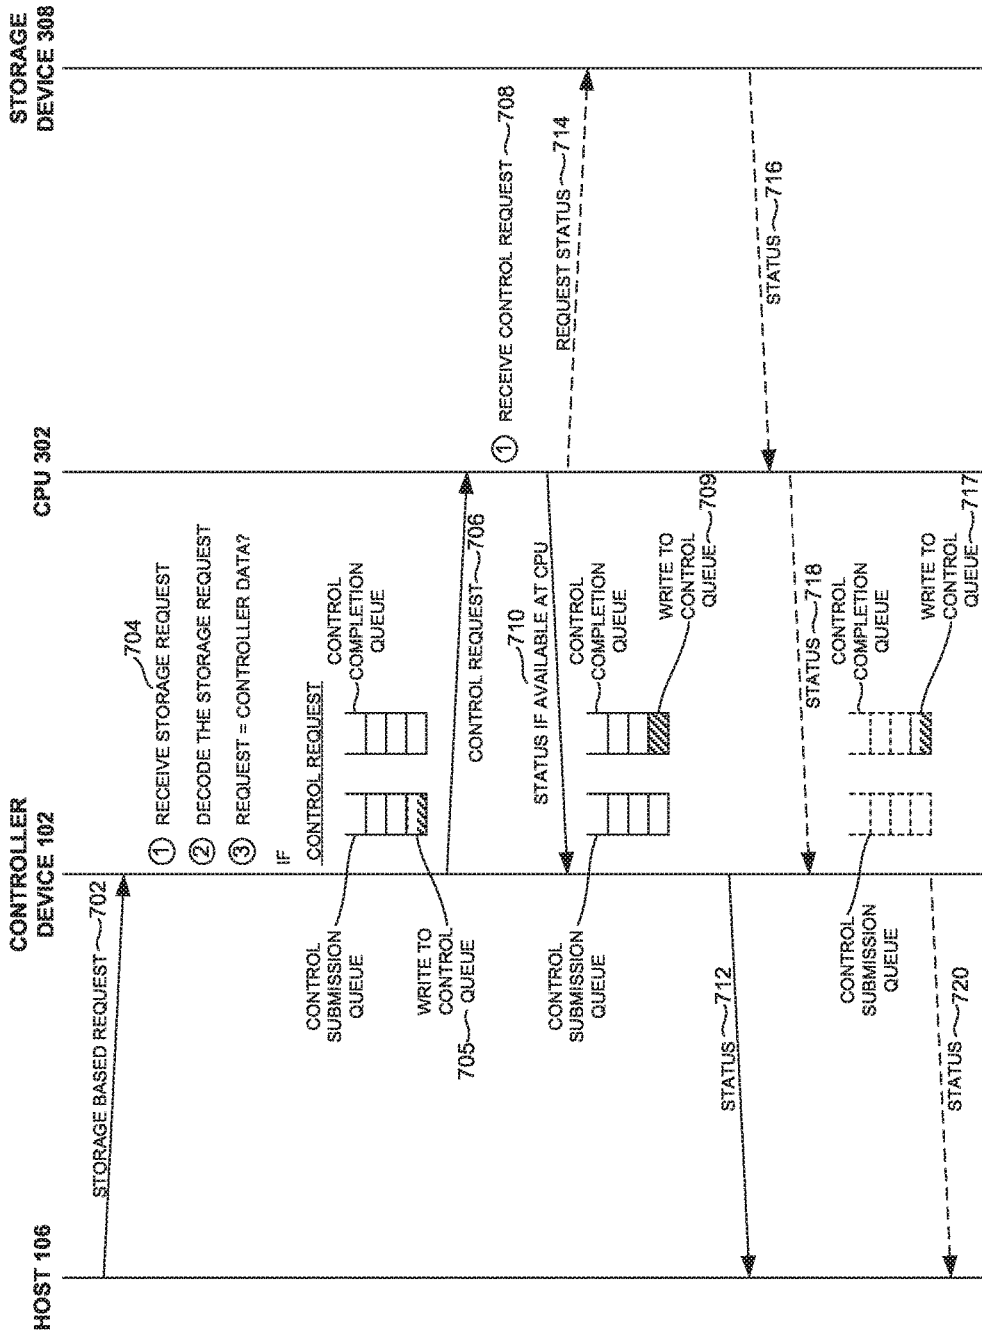 HOST 106
CONTROLLER
DEVICE 102
CPU 302
STORAGE
DEVICE 308
STORAGE BASED REQUEST 702
704
① RECEIVE STORAGE REQUEST
② DECODE THE STORAGE REQUEST
③ REQUEST = CONTROLLER DATA?
IF
CONTROL REQUEST
CONTROL
SUBMISSION
QUEUE
CONTROL
COMPLETION
QUEUE
WRITE TO
CONTROL
705 QUEUE
CONTROL REQUEST 706
① RECEIVE CONTROL REQUEST 708
710
STATUS IF AVAILABLE AT CPU
REQUEST STATUS 714
CONTROL
SUBMISSION
QUEUE
CONTROL
COMPLETION
QUEUE
WRITE TO
CONTROL
QUEUE 709
STATUS 712
STATUS 716
STATUS 718
CONTROL
SUBMISSION
QUEUE
CONTROL
COMPLETION
QUEUE
WRITE TO
CONTROL
QUEUE 717
STATUS 720